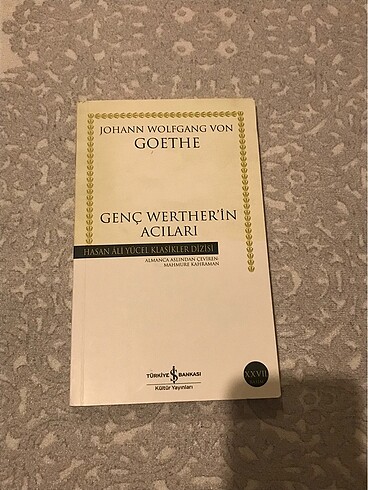 JOHANN WOLFGANG VON
GOETHE
GENÇ WERTHER'İN
ACILARI
HASAN ÂLİ YÜCEL KLASİKLER DİZİSİ
ALMANCA ASLINDAN ÇEVİREN:
MAHMURE KAHRAMAN
TÜRKİYE İŞ BANKASI
Kültür Yayınları
XXVII